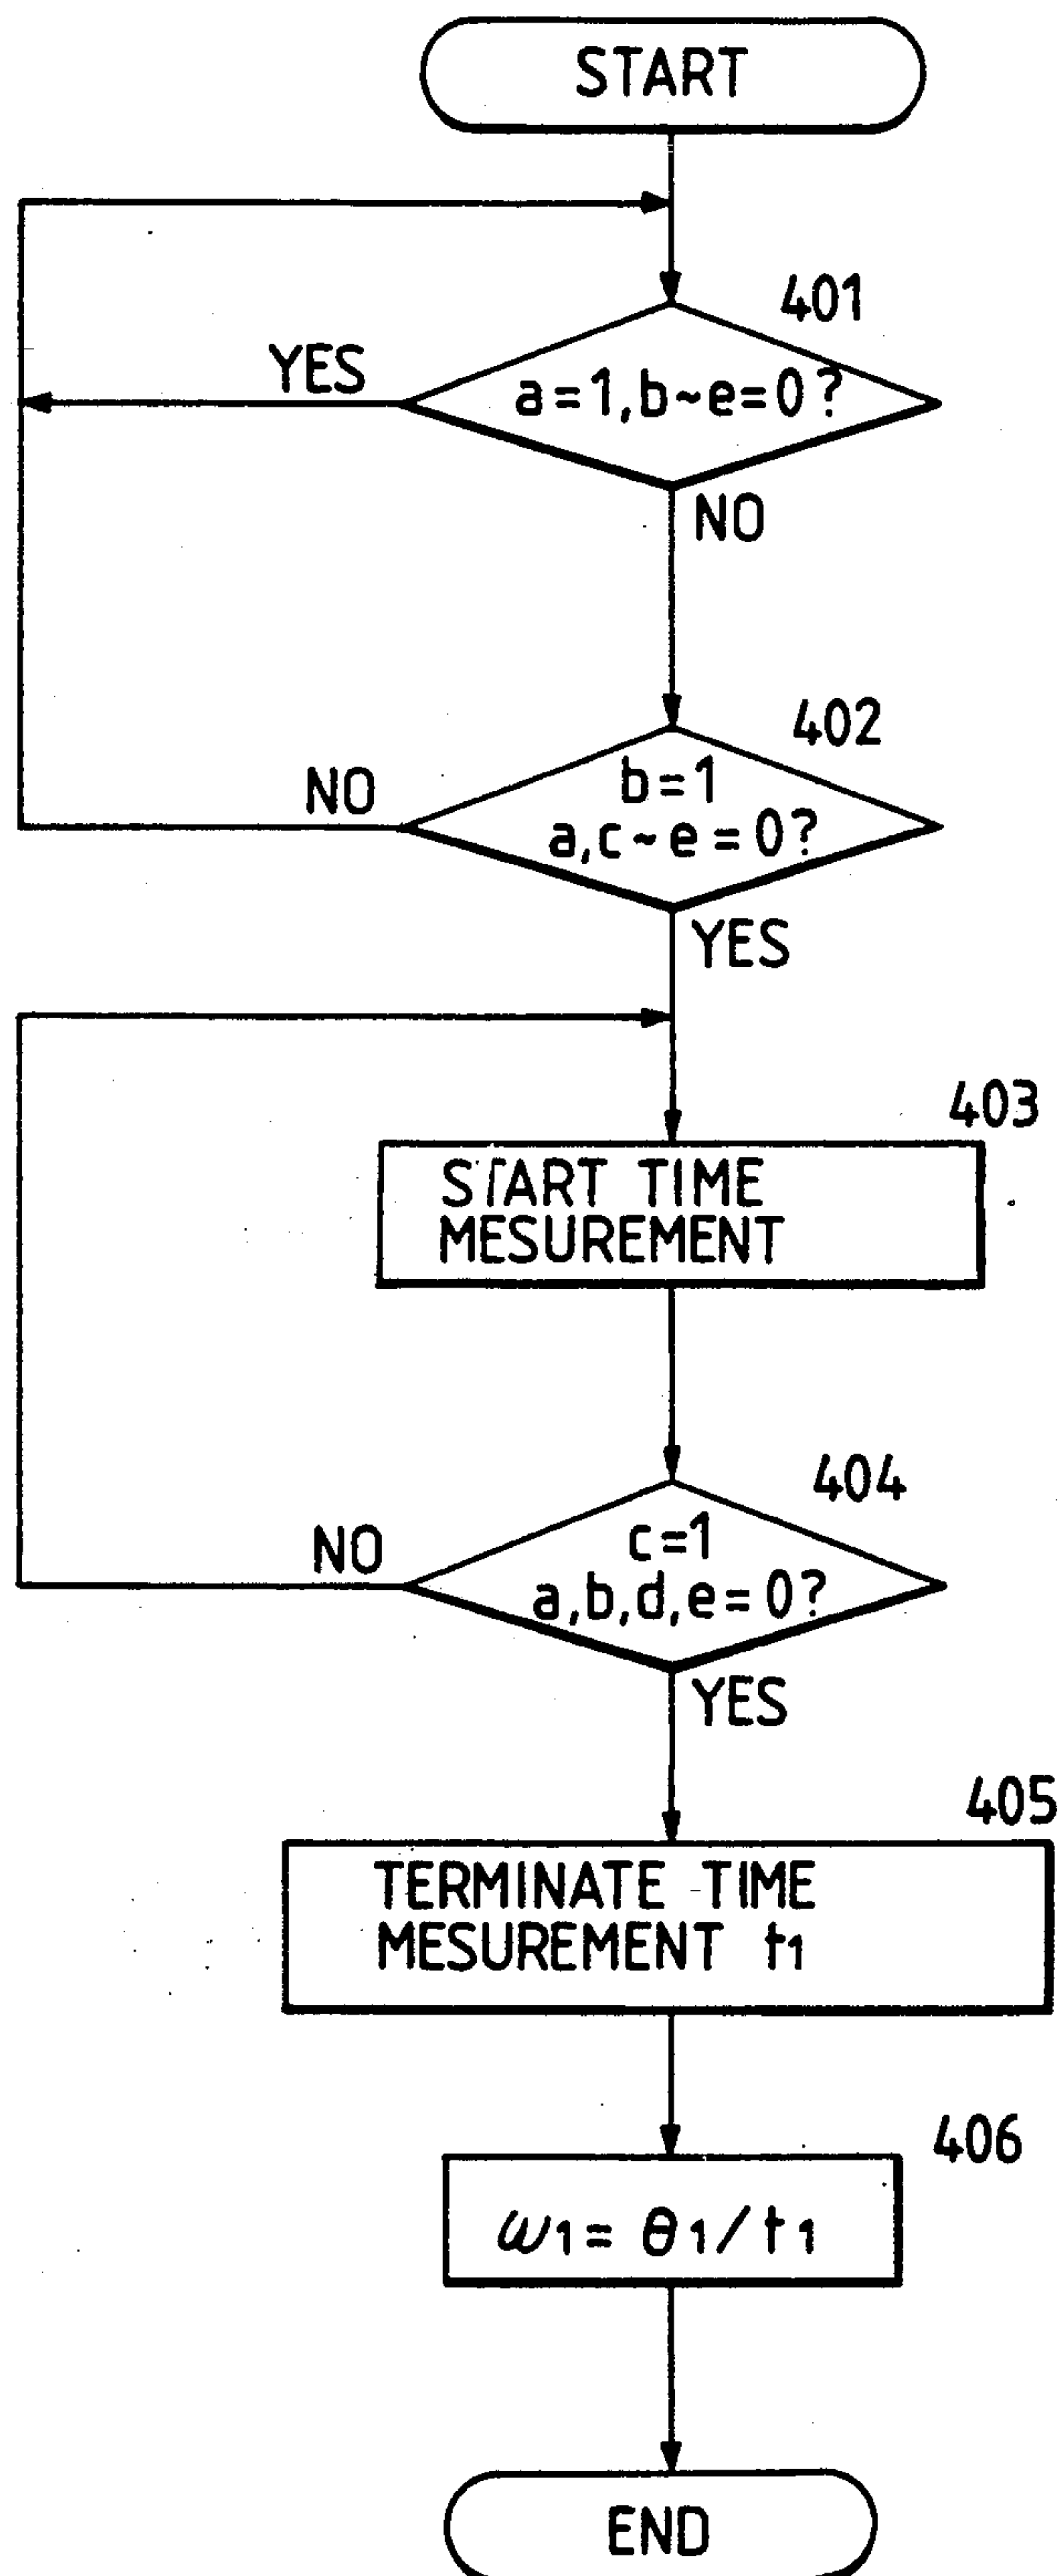 START
401
YES
a=1,b~e=0?
NO
402
NO
b=1
a,c~e=0?
YES
403
START TIME
MESUREMENT
404
NO
c=1
a,b,d,e=0?
YES
405
TERMINATE TIME
MESUREMENT t1
406
ω1=θ1/t1
END